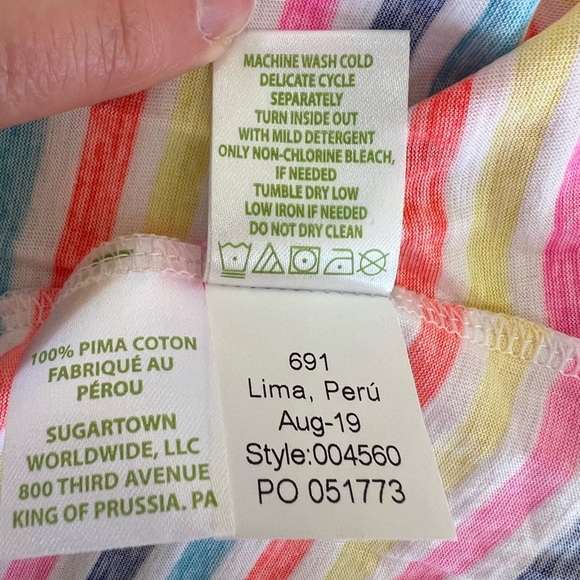 MACHINE WASH COLD
DELICATE CYCLE
SEPARATELY
TURN INSIDE OUT
WITH MILD DETERGENT
ONLY NON-CHLORINE BLEACH,
IF NEEDED
TUMBLE DRY LOW
LOW IRON IF NEEDED
DO NOT DRY CLEAN
100% PIMA COTON
FABRIQUÉ AU
PÉROU
SUGARTOWN
WORLDWIDE, LLC
800 THIRD AVENUE
KING OF PRUSSIA. PA
691
Lima, Perú
Aug-19
Style:004560
PO 051773